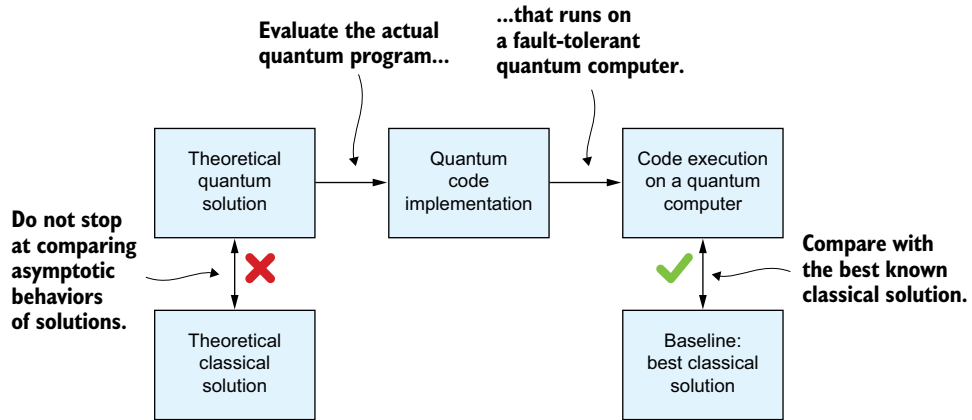 Evaluate the actual
quantum program...
...that runs on
a fault-tolerant
quantum computer.
Theoretical
quantum
solution
Quantum
code
implementation
Code execution
on a quantum
computer
Do not stop
at comparing
asymptotic
behaviors
of solutions.
Compare with
the best known
classical solution.
Theoretical
classical
solution
Baseline:
best classical
solution